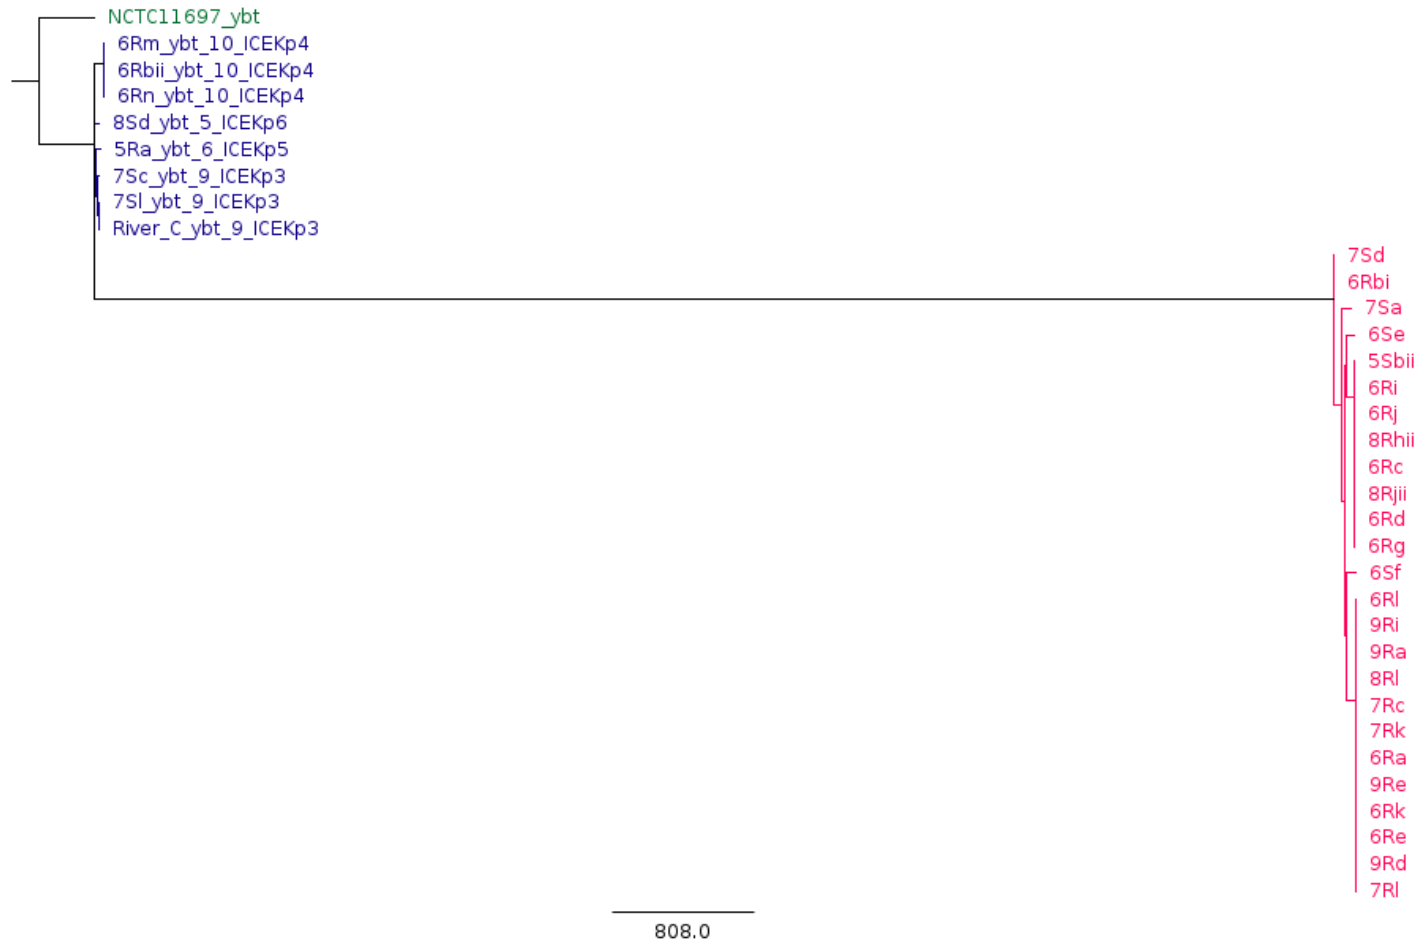 NCTC11697_ybt
6Rm_ybt_10_ICEKp4
6Rbii_ybt_10_ICEKp4
6Rn_ybt_10_ICEKp4
8Sd_ybt_5_ICEKp6
5Ra_ybt_6_ICEKp5
7Sc_ybt_9_ICEKp3
7Sl_ybt_9_ICEKp3
River_C_ybt_9_ICEKp3
7Sd
6Rbi
7Sa
6Se
5Sbii
6Ri
6Rj
8Rhii
6Rc
8Rjii
6Rd
6Rg
6Sf
6Rl
9Ri
9Ra
8Rl
7Rc
7Rk
6Ra
9Re
6Rk
6Re
9Rd
7Rl
808.0